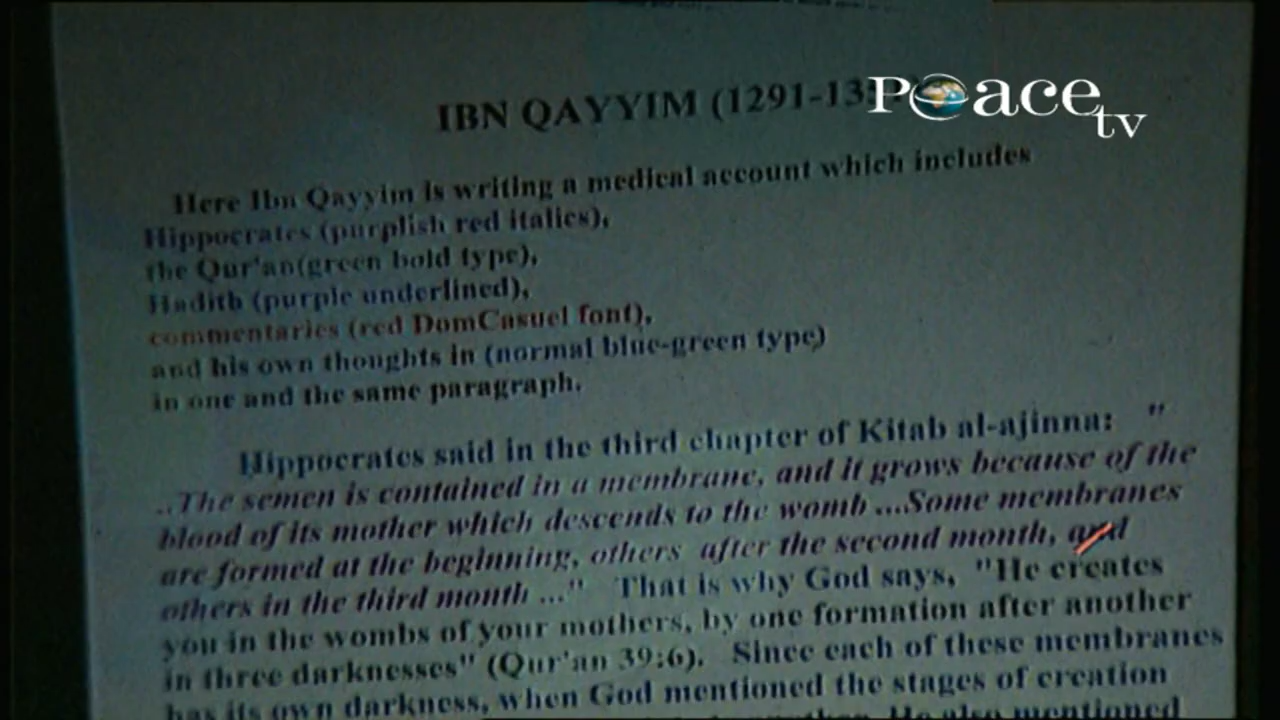 Peace tv
IBN QAYYIM (1291-13
Here Ibn Qayyim is writing a medical account which includes
Hippocrates (purplish red italics),
the Qur'an(green bold type),
Hadith (purple underlined),
commentaries (red DomCasuel font),
and his own thoughts in (normal blue-green type)
in one and the same paragraph.
Hippocrates said in the third chapter of Kitab al-ajinna: "
..The semen is contained in a membrane, and it grows because of the
blood of its mother which descends to the womb ...Some membranes
are formed at the beginning, others after the second month, and
others in the third month ..." That is why God says, "He creates
you in the wombs of your mothers, by one formation after another
in three darknesses" (Qur'an 39:6). Since each of these membranes
has its own darkness, when God mentioned the stages of creation
He also mentioned